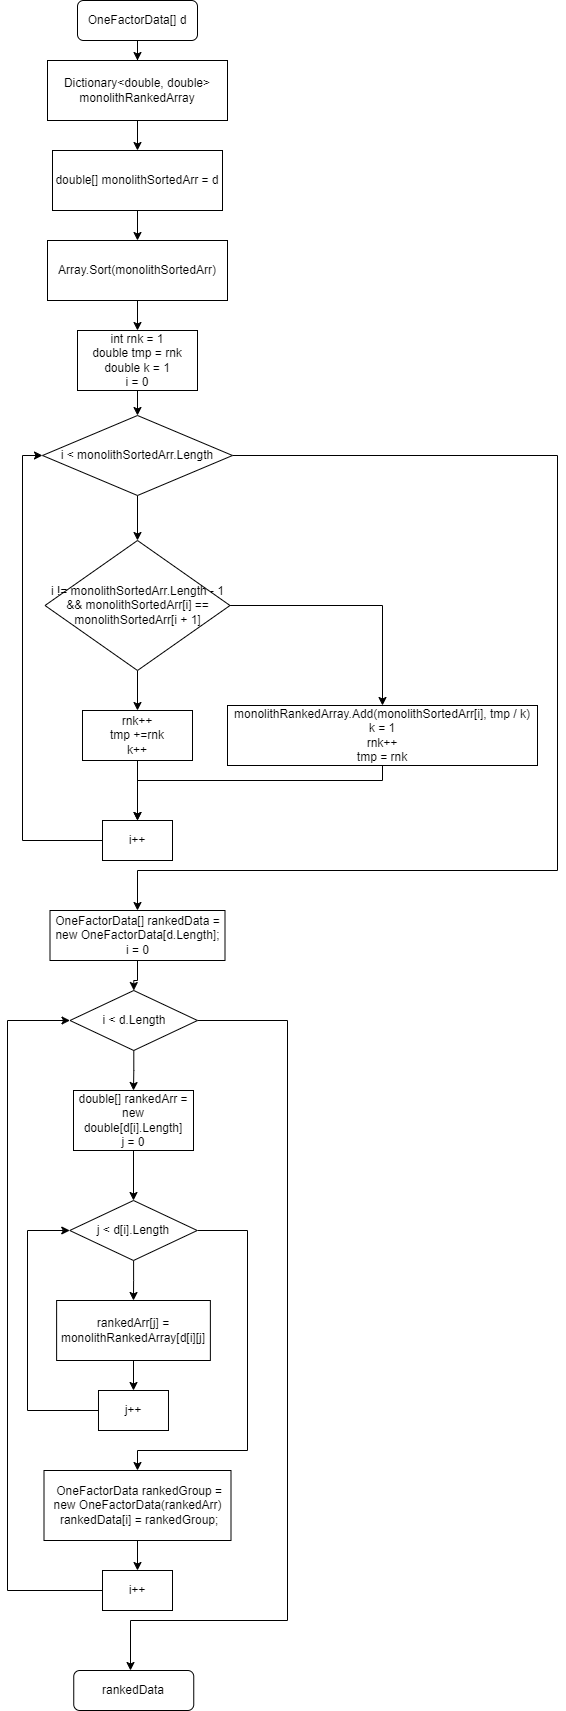 OneFactorData[] d
Dictionary<double, double>
monolithRankedArray
double[] monolithSortedArr = d
Array.Sort(monolithSortedArr)
int rnk = 1
double tmp = rnk
double k = 1
i = 0
i < monolithSortedArr.Length
i != monolithSortedArr.Length - 1
&& monolithSortedArr[i] ==
monolithSortedArr[i + 1]
rnk++
tmp +=rnk
k++
monolithRankedArray.Add(monolithSortedArr[i], tmp / k)
k = 1
rnk++
tmp = rnk
i++
OneFactorData[] rankedData =
new OneFactorData[d.Length];
i = 0
i < d.Length
double[] rankedArr =
new
double[d[i].Length]
j = 0
j < d[i].Length
rankedArr[j] =
monolithRankedArray[d[i][j]
j++
OneFactorData rankedGroup =
new OneFactorData(rankedArr)
rankedData[i] = rankedGroup;
i++
rankedData